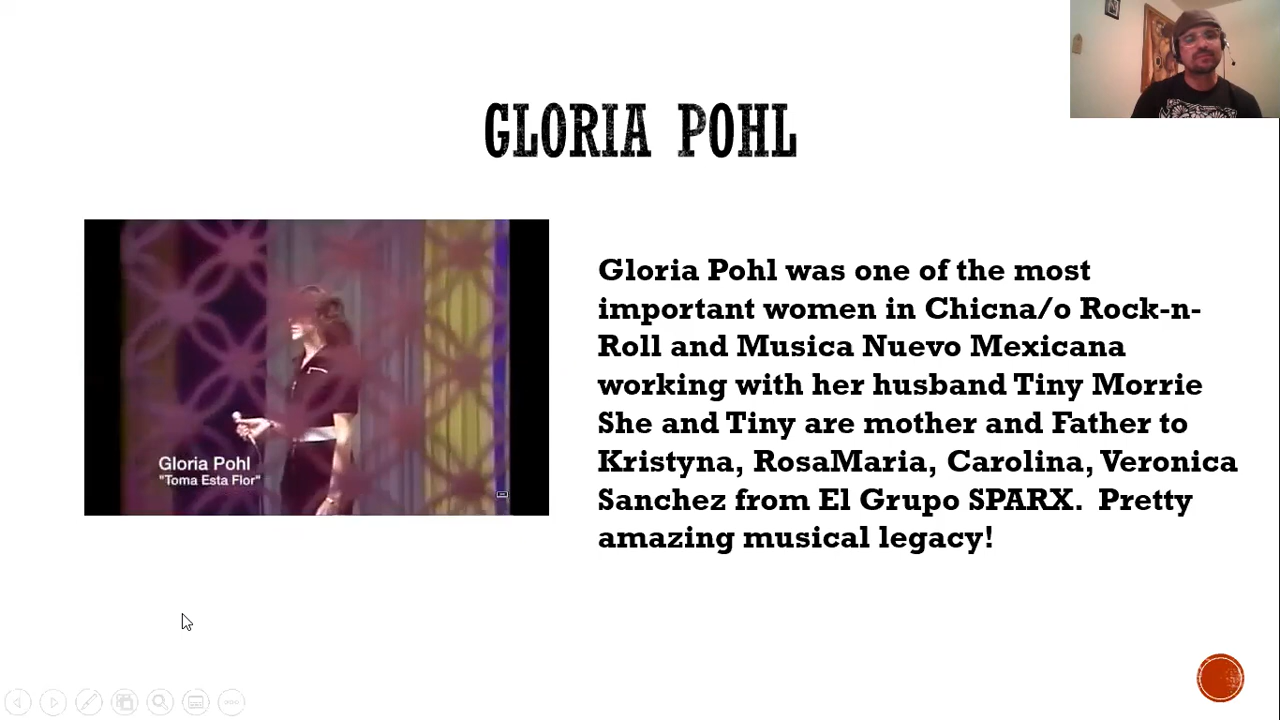 GLORIA POHL
Gloria Pohl
"Toma Esta Flor"
Gloria Pohl was one of the most
important women in Chicna/o Rock-n-
Roll and Musica Nuevo Mexicana
working with her husband Tiny Morrie
She and Tiny are mother and Father to
Kristyna, RosaMaria, Carolina, Veronica
Sanchez from El Grupo SPARX.  Pretty
amazing musical legacy!